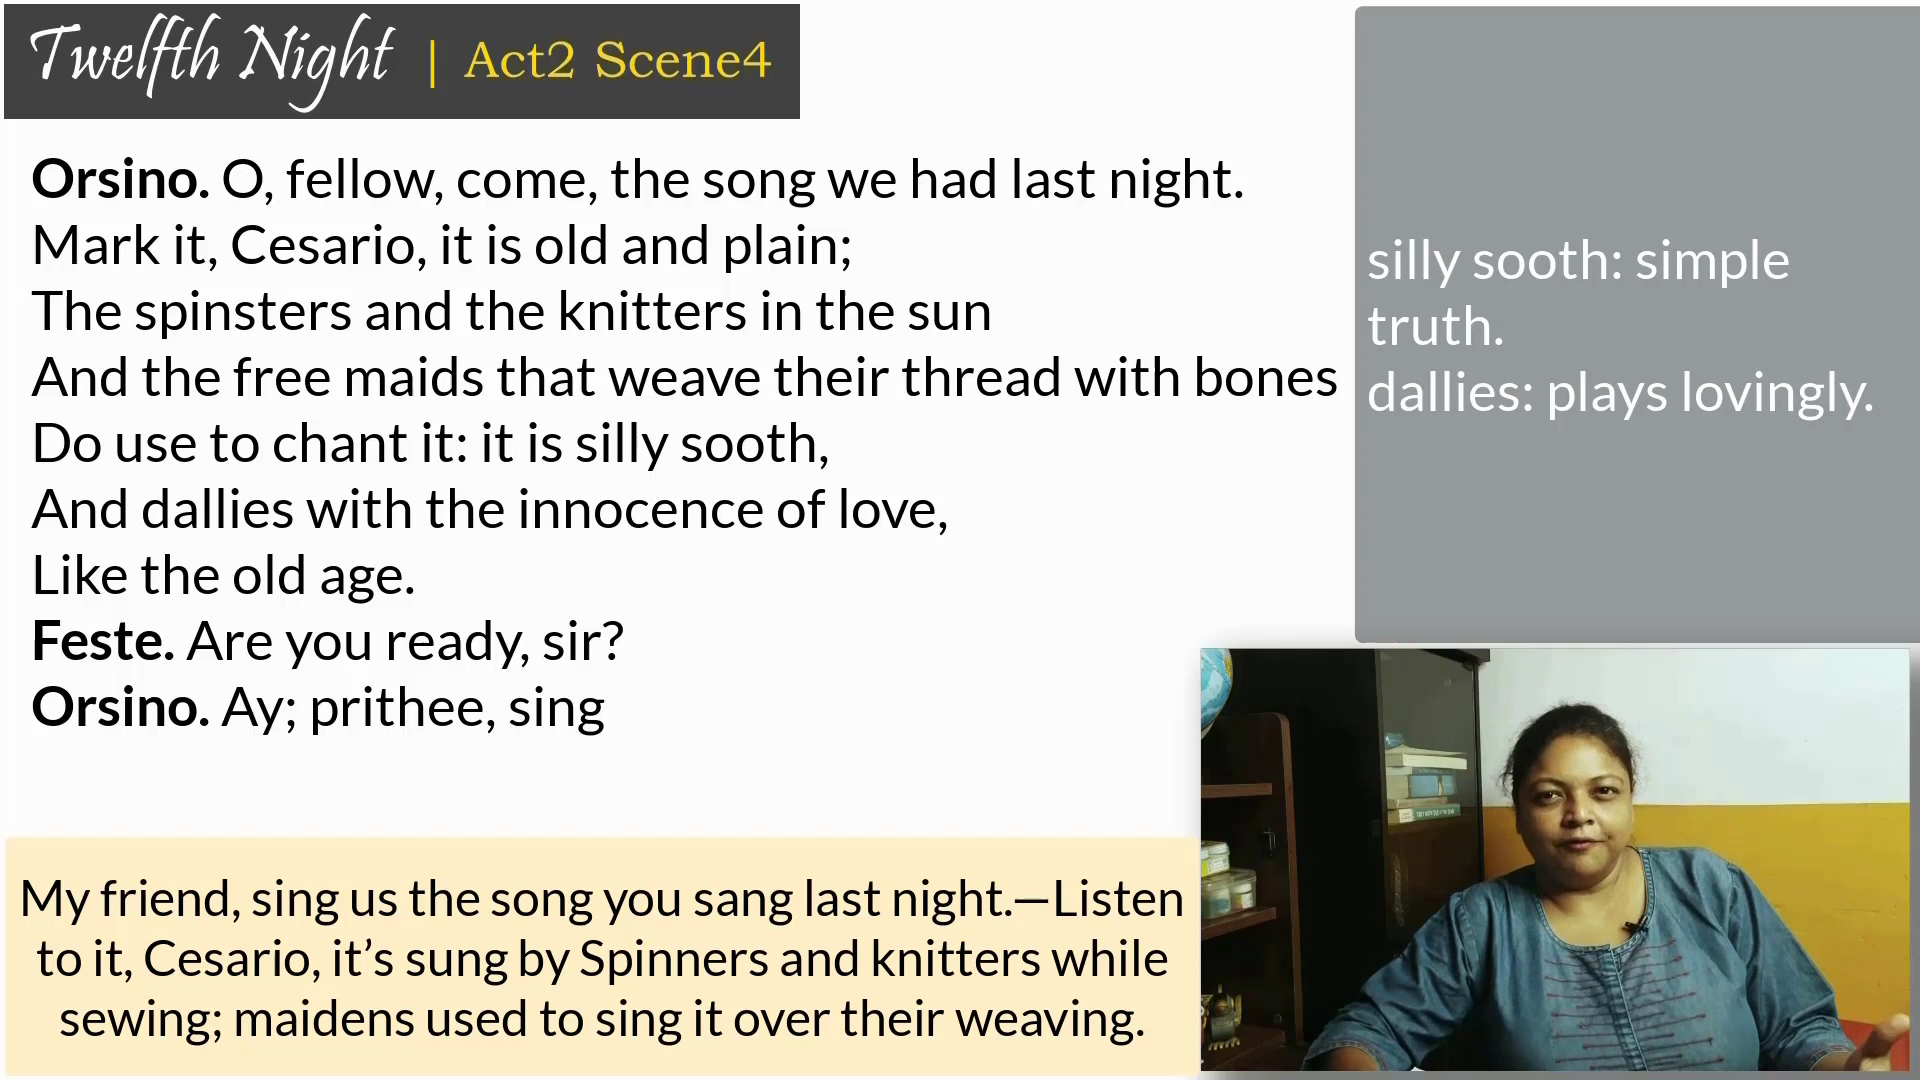 Twelfth Night | Act2 Scene4
Orsino. O, fellow, come, the song we had last night.
Mark it, Cesario, it is old and plain;
The spinsters and the knitters in the sun
And the free maids that weave their thread with bones
Do use to chant it: it is silly sooth,
And dallies with the innocence of love,
Like the old age.
Feste. Are you ready, sir?
Orsino. Ay; prithee, sing
silly sooth: simple
truth.
dallies: plays lovingly.
My friend, sing us the song you sang last night.—Listen
to it, Cesario, it’s sung by Spinners and knitters while
sewing; maidens used to sing it over their weaving.